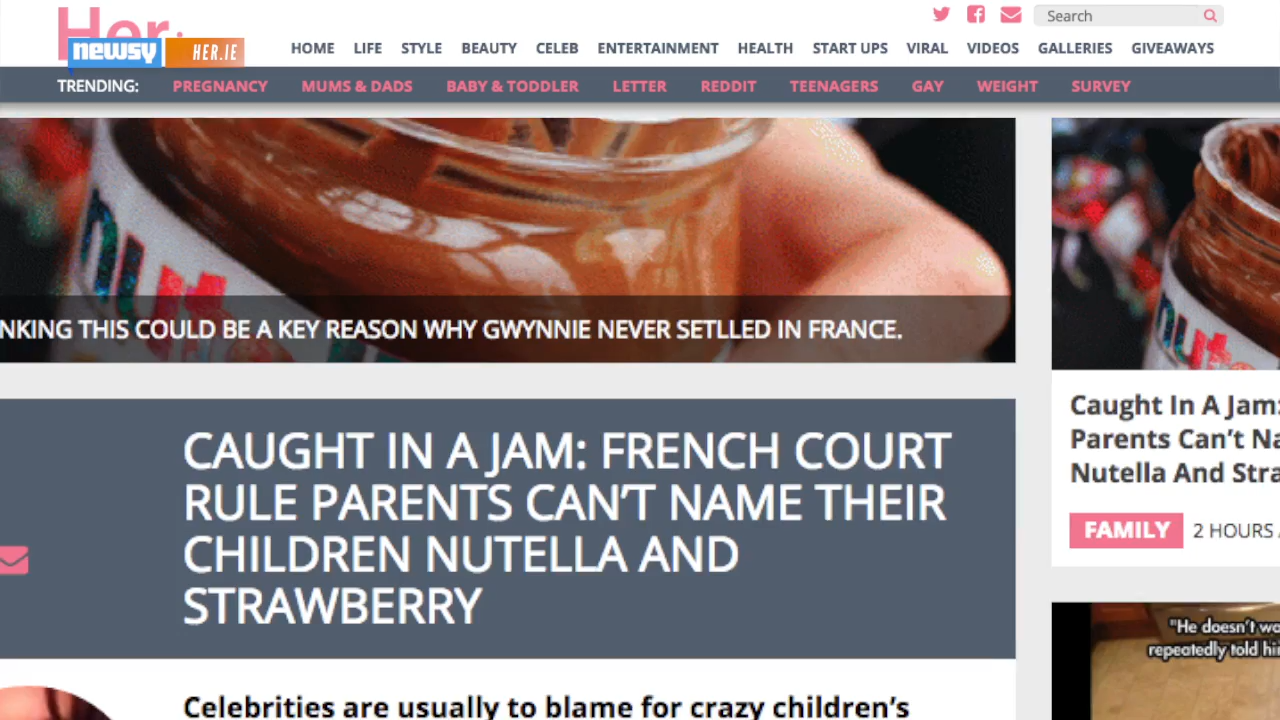 Her.
newsy HER.IE
Search
HOME LIFE STYLE BEAUTY CELEB ENTERTAINMENT HEALTH START UPS VIRAL VIDEOS GALLERIES GIVEAWAYS
TRENDING: PREGNANCY MUMS & DADS BABY & TODDLER LETTER REDDIT TEENAGERS GAY WEIGHT SURVEY
NKING THIS COULD BE A KEY REASON WHY GWYNNIE NEVER SETLLED IN FRANCE.
CAUGHT IN A JAM: FRENCH COURT
RULE PARENTS CAN'T NAME THEIR
CHILDREN NUTELLA AND
STRAWBERRY
Celebrities are usually to blame for crazy children's
Caught In A Jam:
Parents Can't Na
Nutella And Stra
FAMILY 2 HOURS
"He doesn't wa
repeatedly told hi